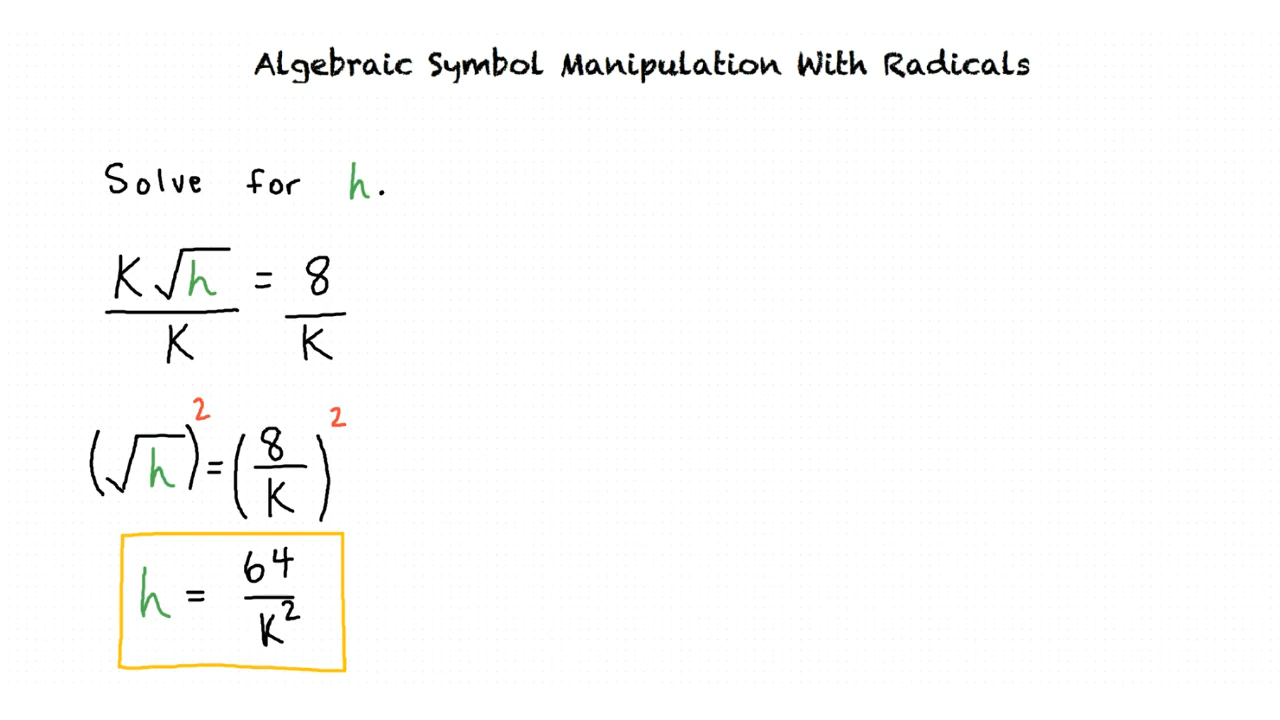 Algebraic Symbol Manipulation With Radicals
Solve for h.
K√h = 8
K K
(√h)² = (8/K)²
h = 64/K²